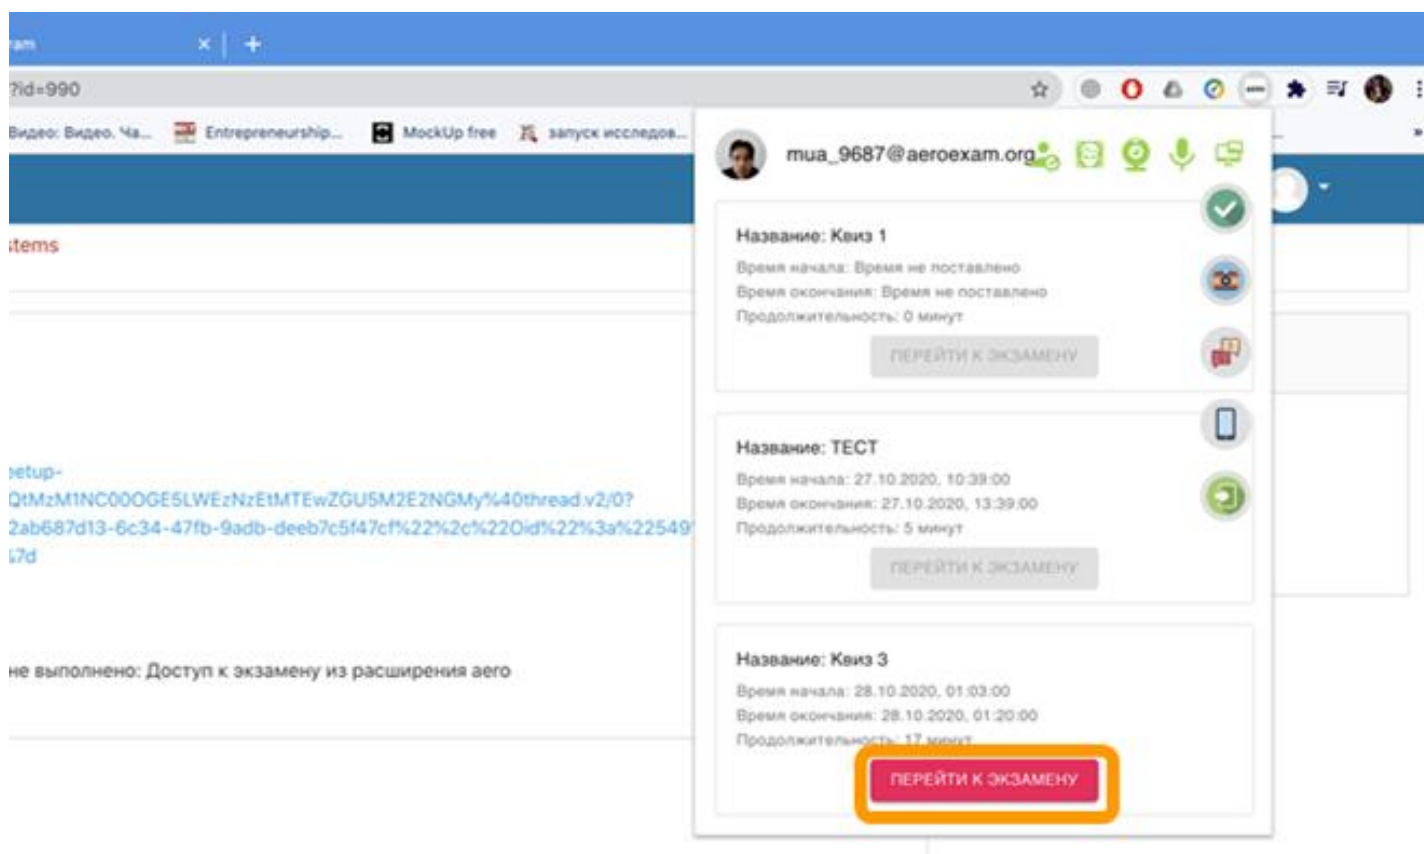 ram × +
?id=990
Видео: Видео. Ча... Entrepreneurship... MockUp free запуск исследов...
mua_9687@aeroexam.org
stems
Название: Квиз 1
Время начала: Время не поставлено
Время окончания: Время не поставлено
Продолжительность: 0 минут
ПЕРЕЙТИ К ЭКЗАМЕНУ
Название: ТЕСТ
Время начала: 27.10.2020, 10:39:00
Время окончания: 27.10.2020, 13:39:00
Продолжительность: 5 минут
ПЕРЕЙТИ К ЭКЗАМЕНУ
eetup-
QtMzM1NC00OGE5LWEzNzEtMTEwZGU5M2E2NGMy%40thread.v2/0?
2ab687d13-6c34-47fb-9adb-deeb7c5f47cf%22%2c%22Oid%22%3a%22549
%7d
не выполнено: Доступ к экзамену из расширения aero
Название: Квиз 3
Время начала: 28.10.2020, 01:03:00
Время окончания: 28.10.2020, 01:20:00
Продолжительность: 17 минут
ПЕРЕЙТИ К ЭКЗАМЕНУ